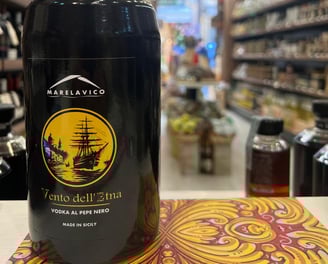 MARELAVICO
Vento dell'Etna
VODKA AL PEPE NERO
MADE IN SICILY